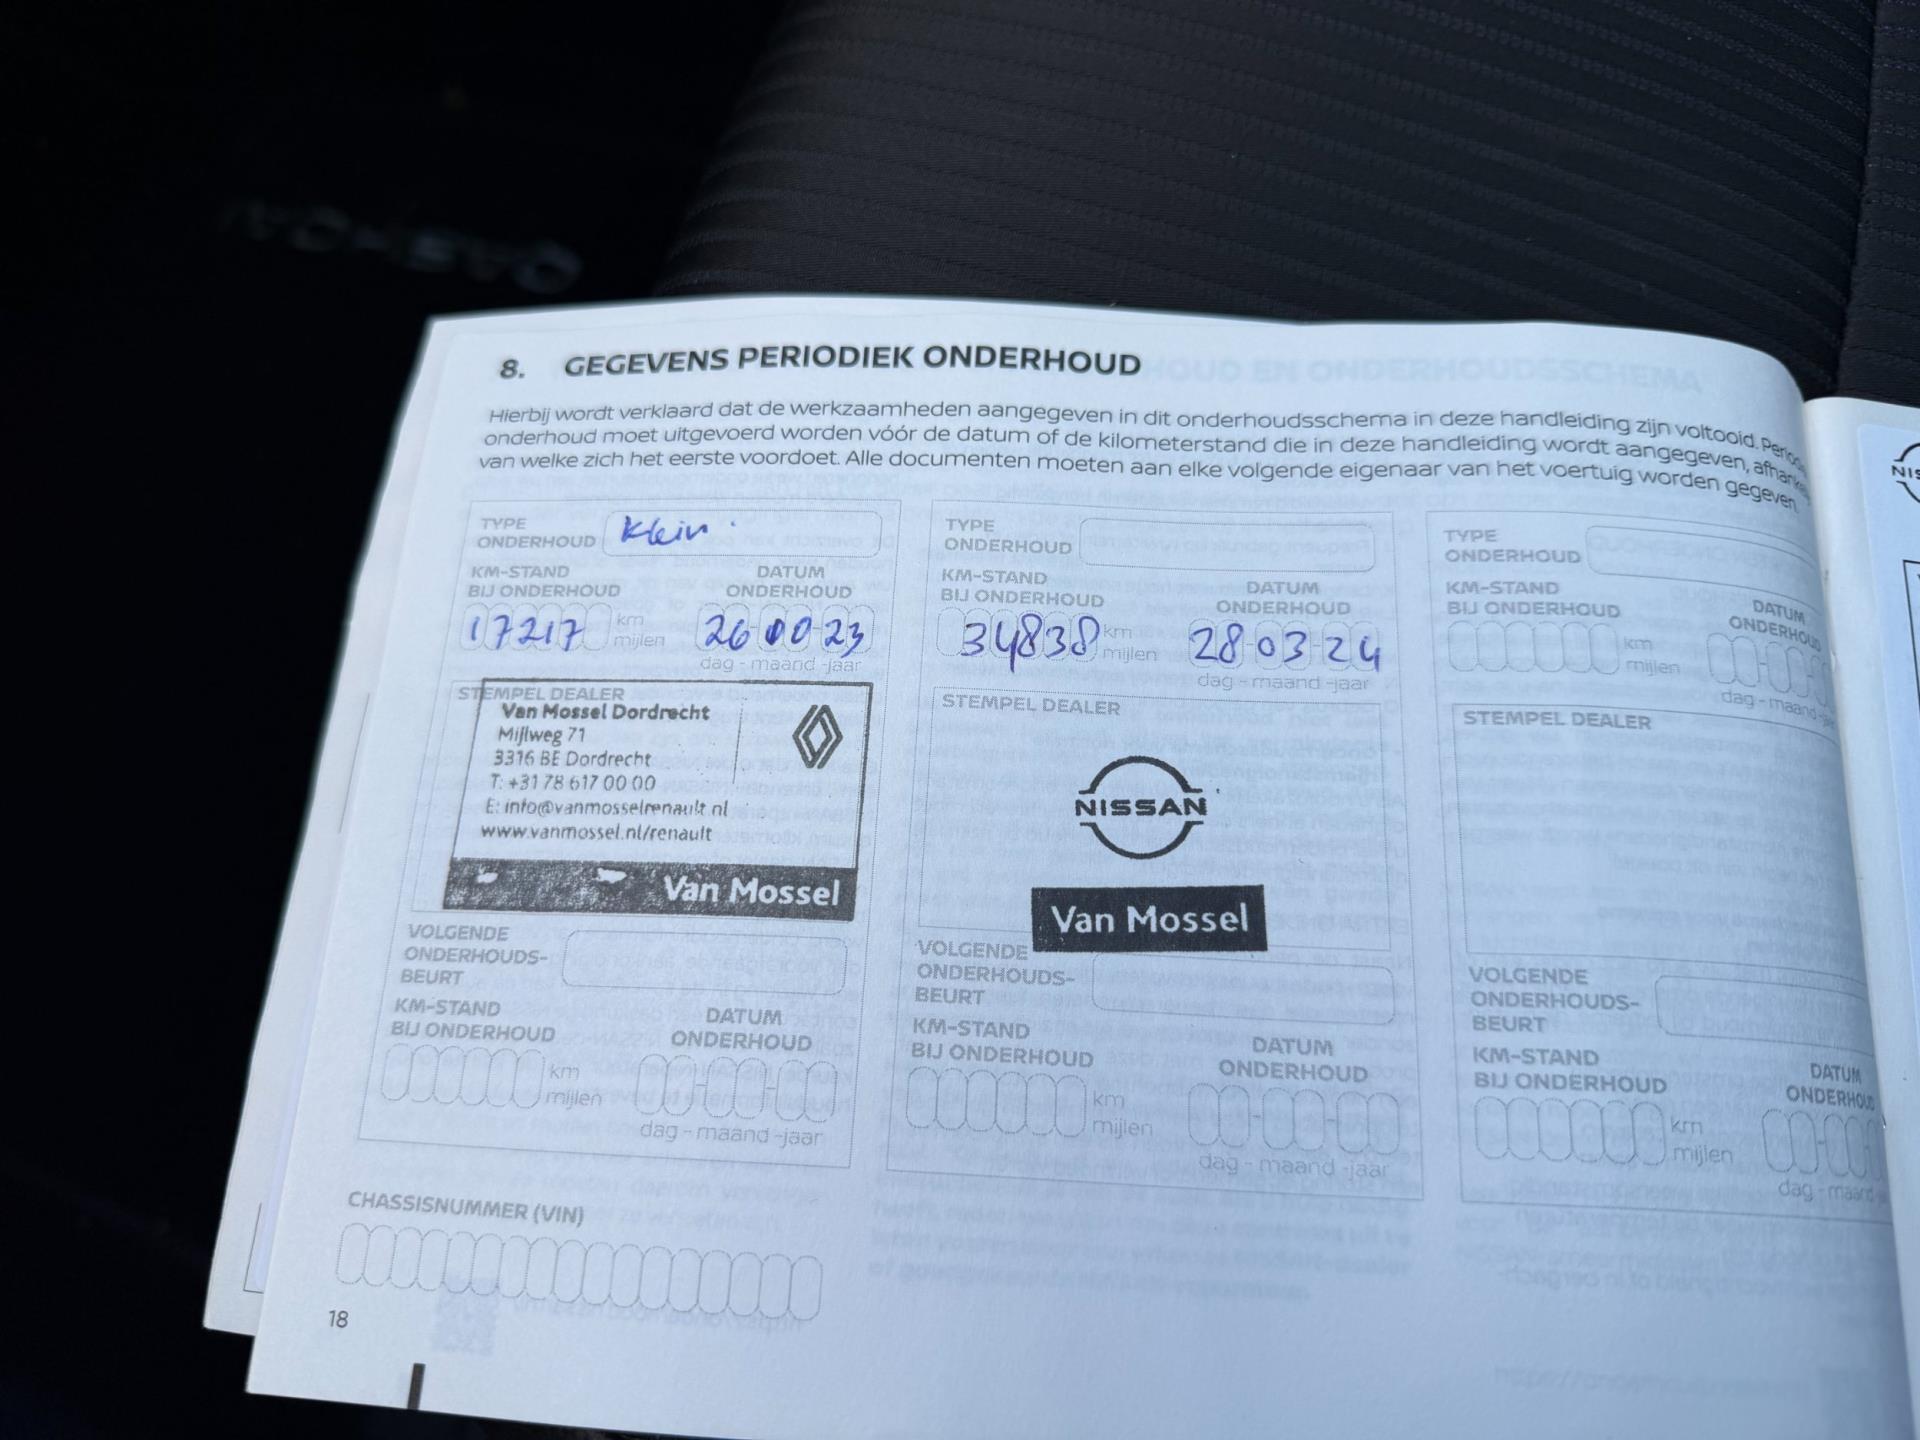 QASHQAI
8. GEGEVENS PERIODIEK ONDERHOUD
Hierbij wordt verklaard dat de werkzaamheden aangegeven in dit onderhoudsschema in deze handleiding zijn voltooid.
onderhoud moet uitgevoerd worden vóór de datum of de kilometerstand die in deze handleiding wordt aangegeven,
van welke zich het eerste voordoet. Alle documenten moeten aan elke volgende eigenaar van het voertuig worden gegeven.
TYPE
ONDERHOUD Klein.
KM-STAND
BIJ ONDERHOUD
DATUM
ONDERHOUD
17217 km
mijlen
26 - 23
dag - maand -jaar
STEMPEL DEALER
Van Mossel Dordrecht
Mijlweg 71
3316 BE Dordrecht
T: +31 78 617 00 00
E: info@vanmosselrenault.nl
www.vanmossel.nl/renault
Van Mossel
VOLGENDE
ONDERHOUDS-
BEURT
KM-STAND
BIJ ONDERHOUD
DATUM
ONDERHOUD
km
mijlen
dag - maand -jaar
TYPE
ONDERHOUD
KM-STAND
BIJ ONDERHOUD
DATUM
ONDERHOUD
34838 km
mijlen
28-03-24
dag - maand -jaar
STEMPEL DEALER
NISSAN
Van Mossel
VOLGENDE
ONDERHOUDS-
BEURT
KM-STAND
BIJ ONDERHOUD
DATUM
ONDERHOUD
km
mijlen
dag - maand -jaar
TYPE
ONDERHOUD
KM-STAND
BIJ ONDERHOUD
DATUM
ONDERHOUD
km
mijlen
dag - maand
STEMPEL DEALER
VOLGENDE
ONDERHOUDS-
BEURT
KM-STAND
BIJ ONDERHOUD
DATUM
ONDERHOUD
km
mijlen
dag - maand
CHASSISNUMMER (VIN)
18